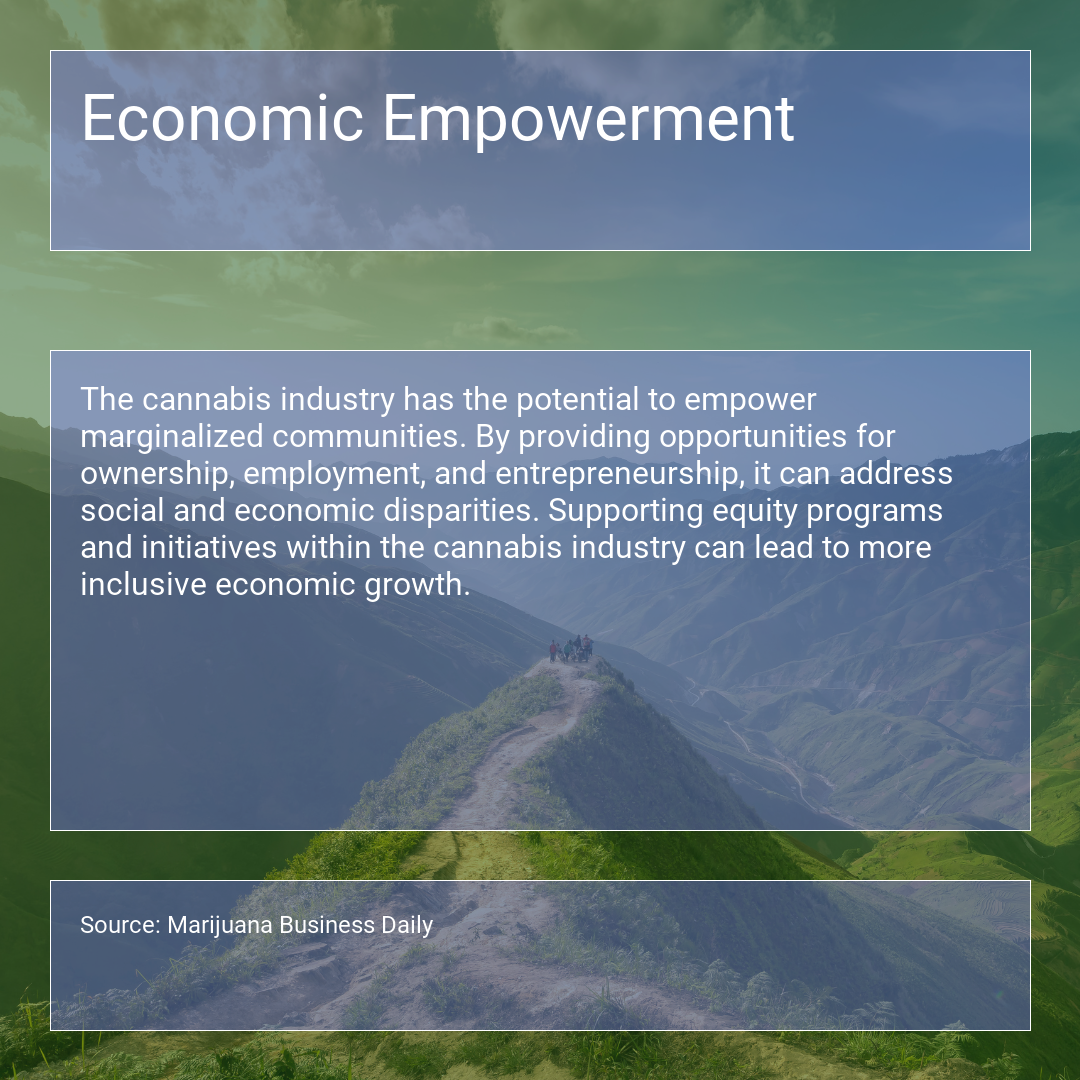 Economic Empowerment
The cannabis industry has the potential to empower
marginalized communities. By providing opportunities for
ownership, employment, and entrepreneurship, it can address
social and economic disparities. Supporting equity programs
and initiatives within the cannabis industry can lead to more
inclusive economic growth.
Source: Marijuana Business Daily